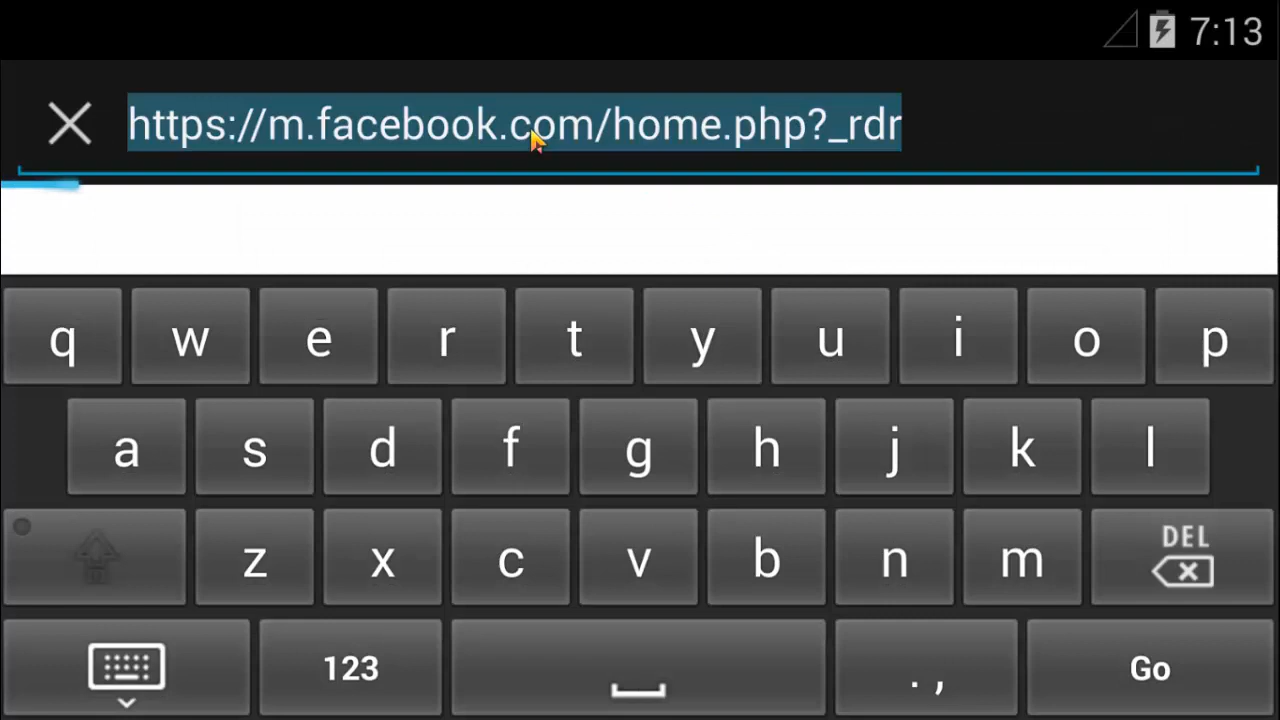 7:13
https://m.facebook.com/home.php?_rdr
q w e r t y u i o p
a s d f g h j k l
z x c v b n m DEL
123 . , Go